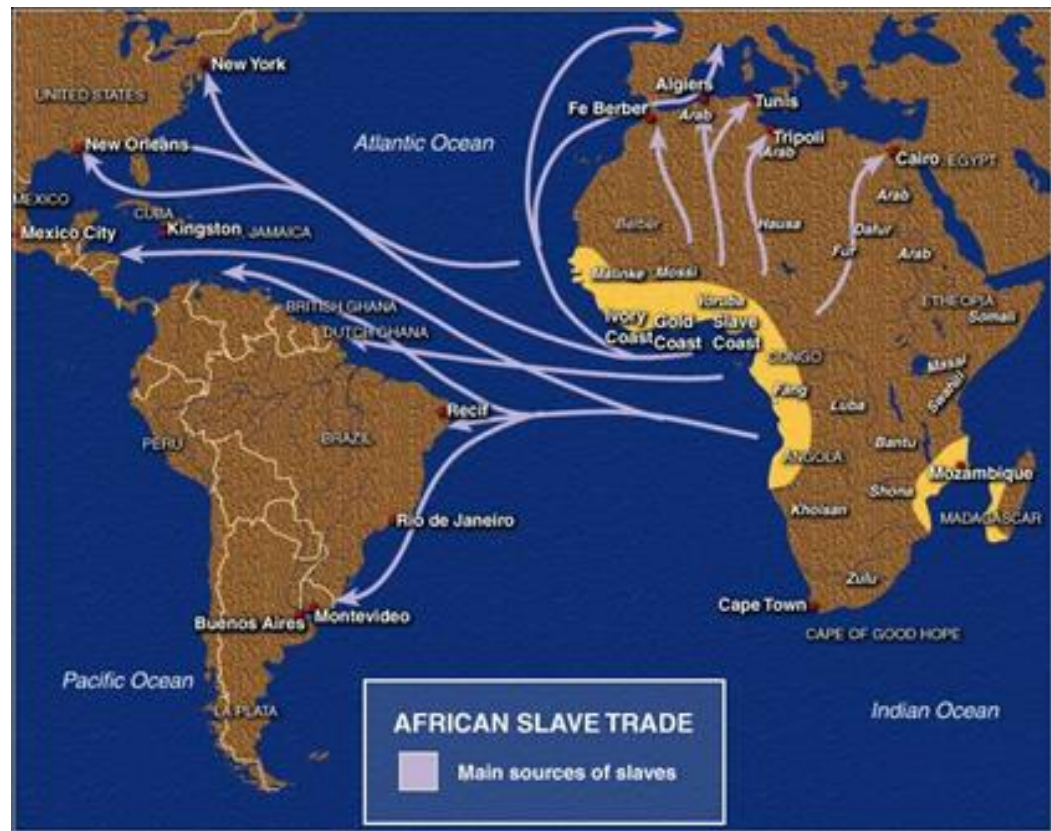 New York
UNITED STATES
New Orleans
Atlantic Ocean
MEXICO
Mexico City
CUBA
Kingston
JAMAICA
BRITISH GHANA
DUTCH GHANA
Recif
PERU
BRAZIL
Rio de Janeiro
Buenos Aires
Montevideo
Pacific Ocean
LA PLATA
Algiers
Fe Berber
Arab
Tunis
Tripoli
Arab
Cairo
EGYPT
Arab
Berber
Hausa
Dafur
Fur
Arab
Malinke
Mossi
Yoruba
ETHEOPIA
Somali
Ivory
Coast
Gold
Coast
Slave
Coast
CONGO
Masai
Swahili
Fang
Luba
Bantu
ANGOLA
Mozambique
Shona
Khoisan
MADAGASCAR
Zulu
Cape Town
CAPE OF GOOD HOPE
Indian Ocean
AFRICAN SLAVE TRADE
Main sources of slaves